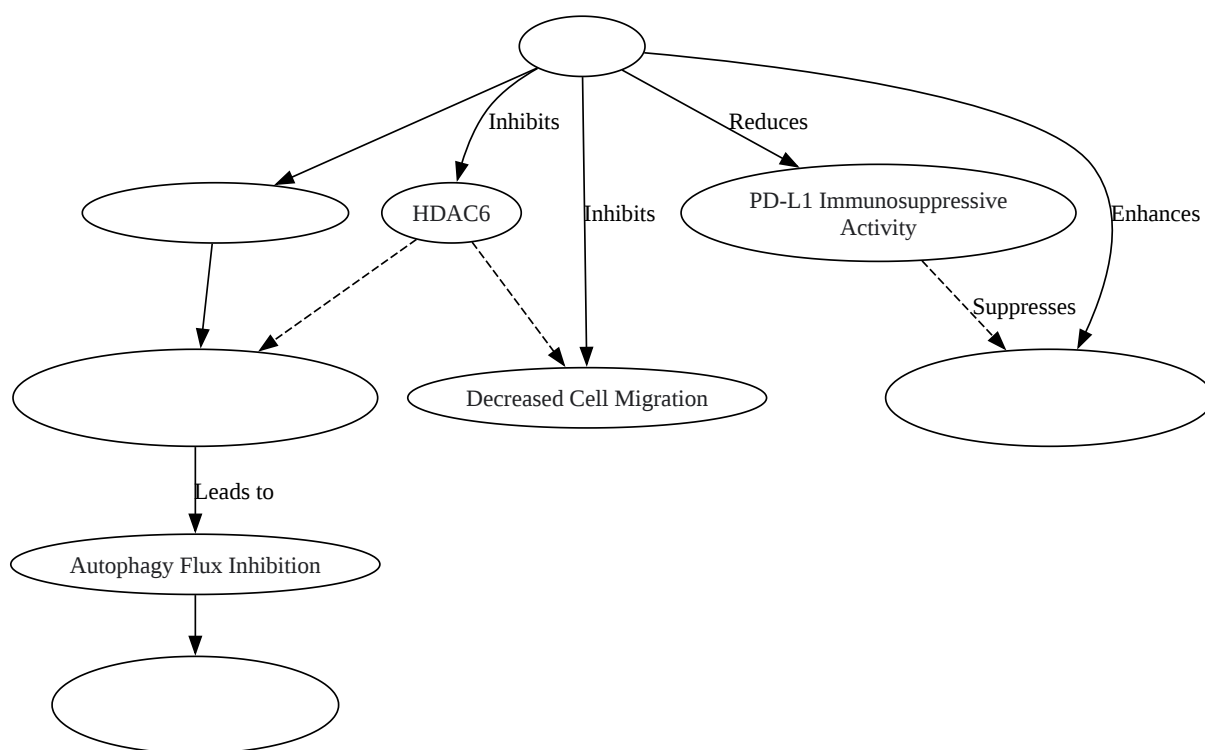 Inhibits
Reduces
HDAC6
Inhibits
PD-L1 Immunosuppressive
Activity
Enhances
Suppresses
Decreased Cell Migration
Leads to
Autophagy Flux Inhibition